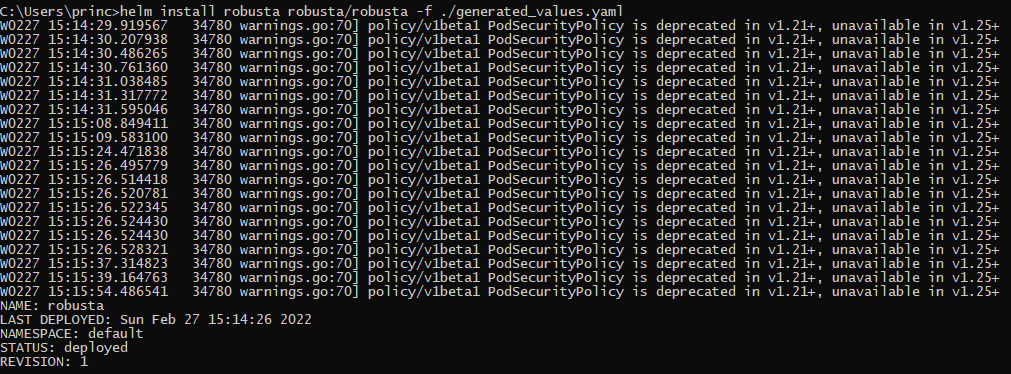 C:\Users\princ>helm install robusta robusta/robusta -f ./generated_values.yaml
W0227 15:14:29.919567   34780 warnings.go:70] policy/v1beta1 PodSecurityPolicy is deprecated in v1.21+, unavailable in v1.25+
W0227 15:14:30.207938   34780 warnings.go:70] policy/v1beta1 PodSecurityPolicy is deprecated in v1.21+, unavailable in v1.25+
W0227 15:14:30.486265   34780 warnings.go:70] policy/v1beta1 PodSecurityPolicy is deprecated in v1.21+, unavailable in v1.25+
W0227 15:14:30.761360   34780 warnings.go:70] policy/v1beta1 PodSecurityPolicy is deprecated in v1.21+, unavailable in v1.25+
W0227 15:14:31.038485   34780 warnings.go:70] policy/v1beta1 PodSecurityPolicy is deprecated in v1.21+, unavailable in v1.25+
W0227 15:14:31.317772   34780 warnings.go:70] policy/v1beta1 PodSecurityPolicy is deprecated in v1.21+, unavailable in v1.25+
W0227 15:14:31.595046   34780 warnings.go:70] policy/v1beta1 PodSecurityPolicy is deprecated in v1.21+, unavailable in v1.25+
W0227 15:15:08.849411   34780 warnings.go:70] policy/v1beta1 PodSecurityPolicy is deprecated in v1.21+, unavailable in v1.25+
W0227 15:15:09.583100   34780 warnings.go:70] policy/v1beta1 PodSecurityPolicy is deprecated in v1.21+, unavailable in v1.25+
W0227 15:15:24.471838   34780 warnings.go:70] policy/v1beta1 PodSecurityPolicy is deprecated in v1.21+, unavailable in v1.25+
W0227 15:15:26.495779   34780 warnings.go:70] policy/v1beta1 PodSecurityPolicy is deprecated in v1.21+, unavailable in v1.25+
W0227 15:15:26.514418   34780 warnings.go:70] policy/v1beta1 PodSecurityPolicy is deprecated in v1.21+, unavailable in v1.25+
W0227 15:15:26.520781   34780 warnings.go:70] policy/v1beta1 PodSecurityPolicy is deprecated in v1.21+, unavailable in v1.25+
W0227 15:15:26.522345   34780 warnings.go:70] policy/v1beta1 PodSecurityPolicy is deprecated in v1.21+, unavailable in v1.25+
W0227 15:15:26.524430   34780 warnings.go:70] policy/v1beta1 PodSecurityPolicy is deprecated in v1.21+, unavailable in v1.25+
W0227 15:15:26.524430   34780 warnings.go:70] policy/v1beta1 PodSecurityPolicy is deprecated in v1.21+, unavailable in v1.25+
W0227 15:15:26.528321   34780 warnings.go:70] policy/v1beta1 PodSecurityPolicy is deprecated in v1.21+, unavailable in v1.25+
W0227 15:15:37.314823   34780 warnings.go:70] policy/v1beta1 PodSecurityPolicy is deprecated in v1.21+, unavailable in v1.25+
W0227 15:15:39.164763   34780 warnings.go:70] policy/v1beta1 PodSecurityPolicy is deprecated in v1.21+, unavailable in v1.25+
W0227 15:15:54.486541   34780 warnings.go:70] policy/v1beta1 PodSecurityPolicy is deprecated in v1.21+, unavailable in v1.25+
NAME: robusta
LAST DEPLOYED: Sun Feb 27 15:14:26 2022
NAMESPACE: default
STATUS: deployed
REVISION: 1